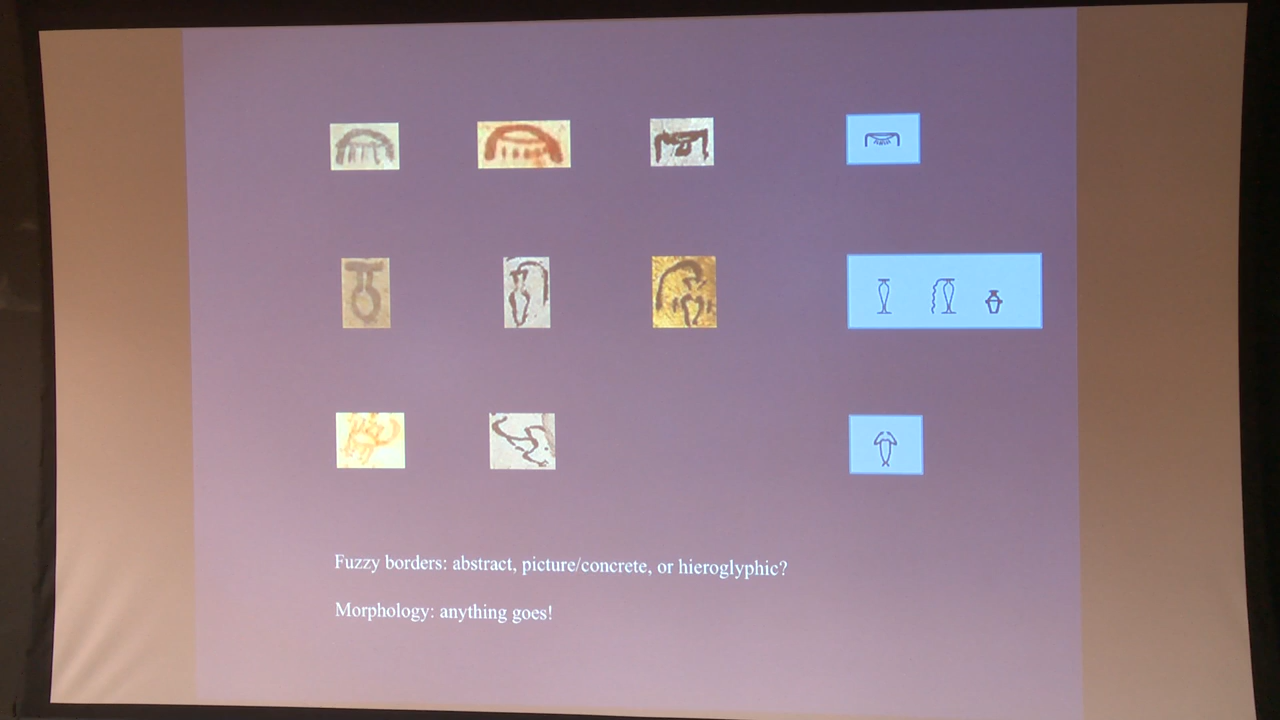 Fuzzy borders: abstract, picture/concrete, or hieroglyphic?
Morphology: anything goes!